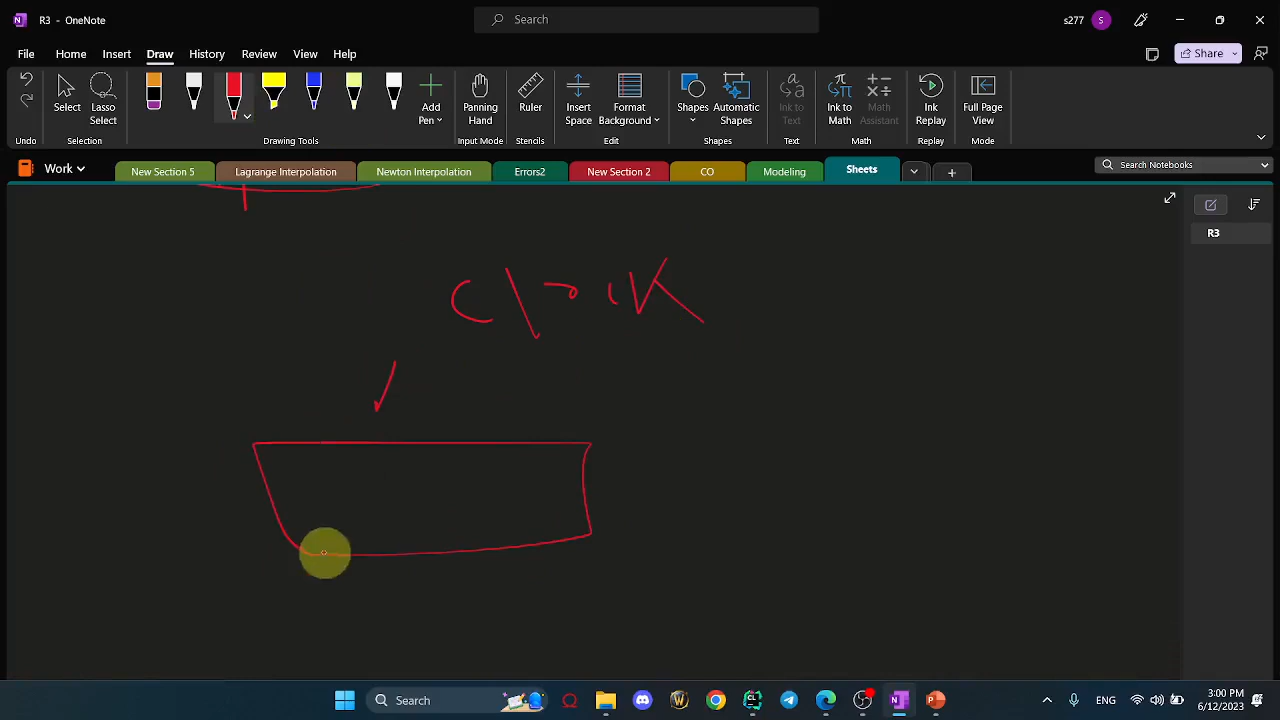 R3 - OneNote
Search
s277
S
File Home Insert Draw History Review View Help
Share
Undo
Select
Lasso Select
Add Pen
Panning Hand
Ruler
Insert Space
Format Background
Shapes
Automatic Shapes
Ink to Text
Ink to Math
Math Assistant
Ink Replay
Full Page View
Undo Selection Drawing Tools Input Mode Stencils Edit Shapes Text Math Replay Mode
Work
New Section 5 Lagrange Interpolation Newton Interpolation Errors2 New Section 2 CO Modeling Sheets
Search Notebooks
R3
Search
ENG
3:00 PM
6/12/2023